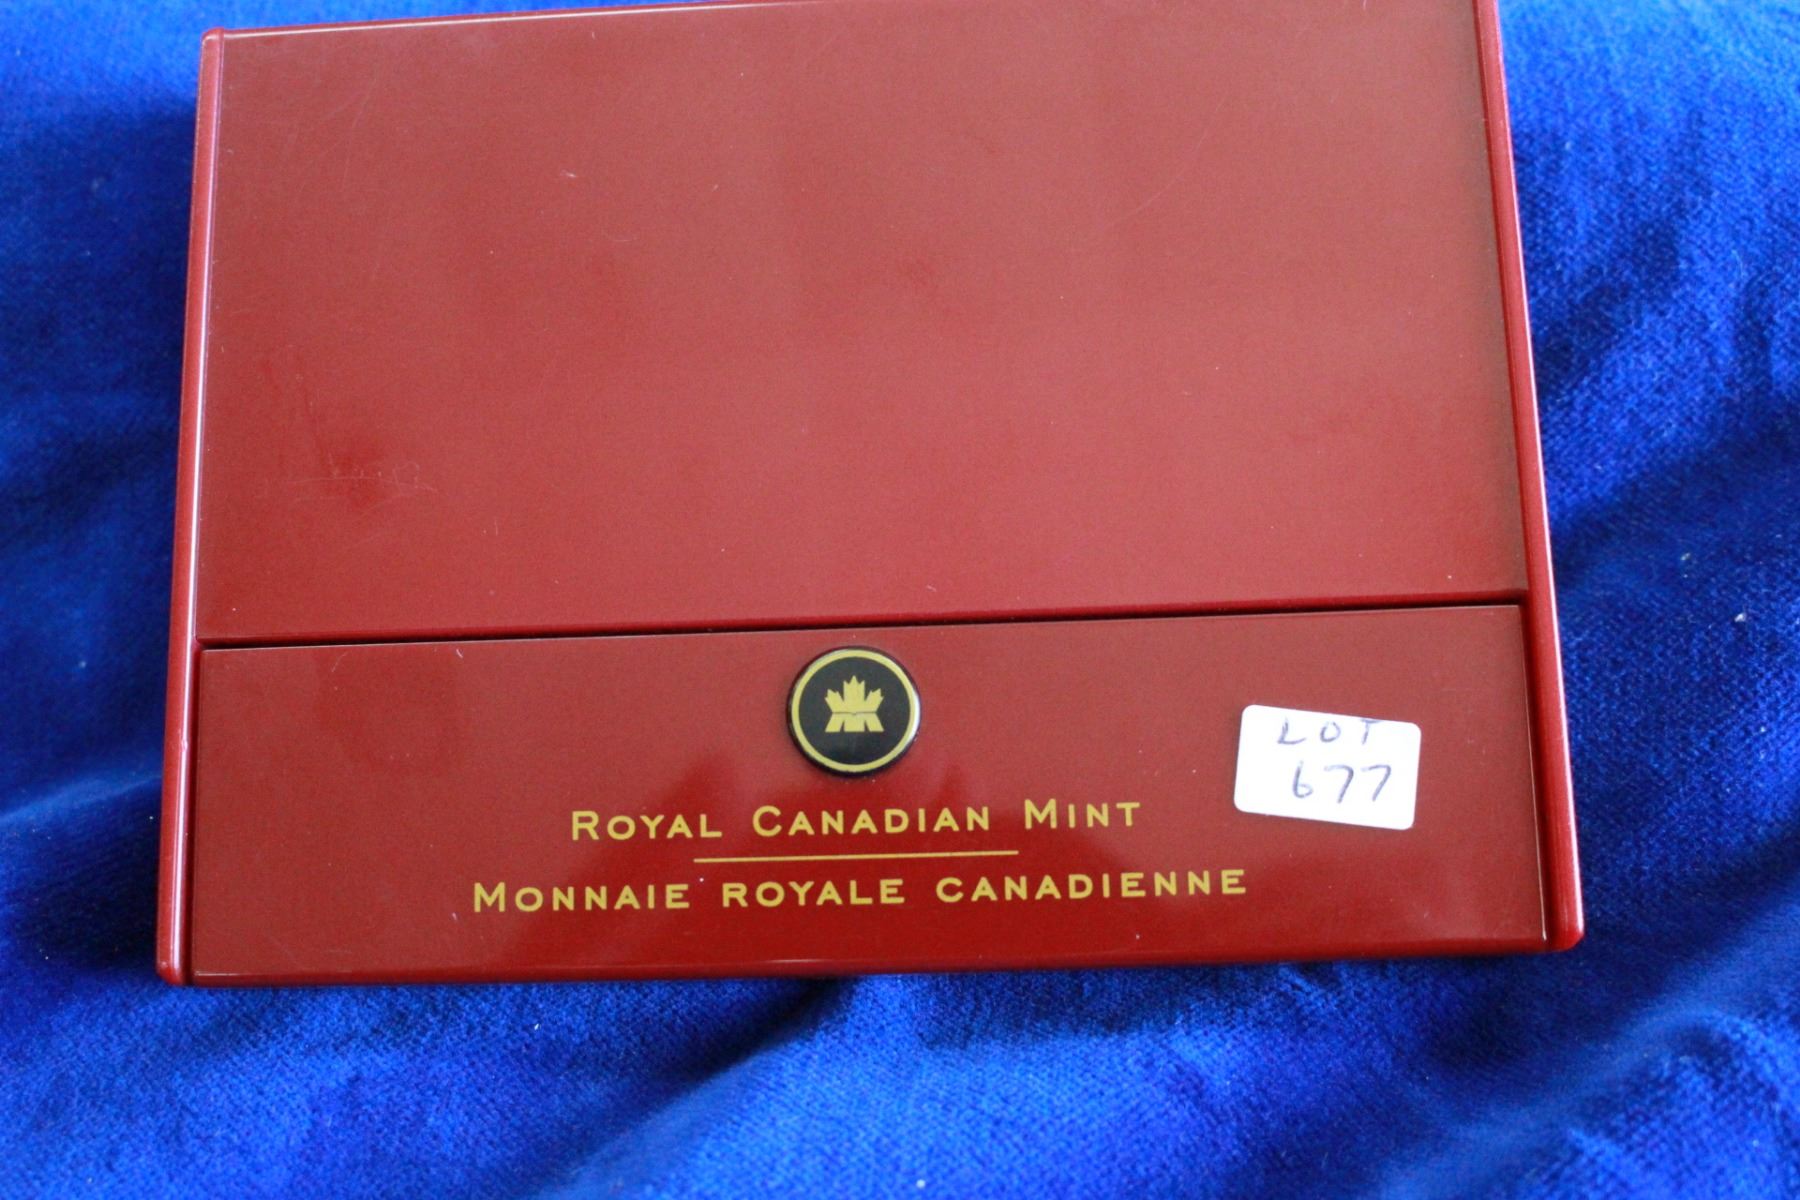 LOT
677
ROYAL CANADIAN MINT
MONNAIE ROYALE CANADIENNE